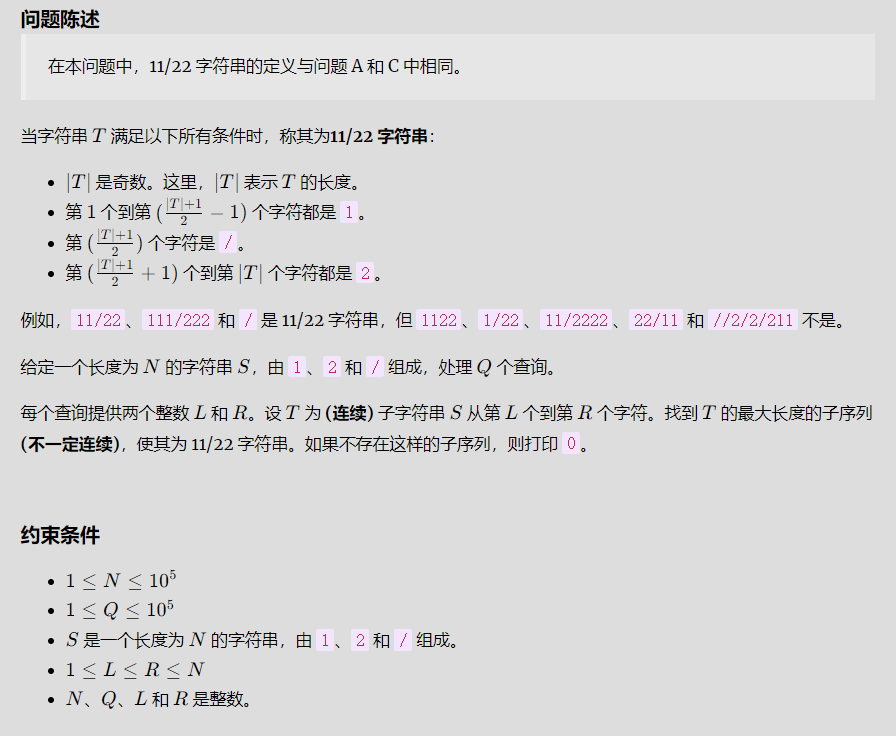 问题陈述
在本问题中，11/22 字符串的定义与问题 A 和 C 中相同。
当字符串 T 满足以下所有条件时，称其为11/22 字符串：
• |T| 是奇数。这里，|T| 表示 T 的长度。
• 第 1 个到第 (\frac{|T|+1}{2} − 1) 个字符都是 1 。
• 第 (\frac{|T|+1}{2}) 个字符是 / 。
• 第 (\frac{|T|+1}{2} + 1) 个到第 |T| 个字符都是 2 。
例如， 11/22 、 111/222 和 / 是 11/22 字符串，但 1122 、 1/22 、 11/2222 、 22/11 和 //2/2/211 不是。
给定一个长度为 N 的字符串 S，由 1 、 2 和 / 组成，处理 Q 个查询。
每个查询提供两个整数 L 和 R。设 T 为 (连续) 子字符串 S 从第 L 个到第 R 个字符。找到 T 的最大长度的子序列
(不一定连续)，使其为 11/22 字符串。如果不存在这样的子序列，则打印 0 。
约束条件
• 1 ≤ N ≤ 10^5
• 1 ≤ Q ≤ 10^5
• S 是一个长度为 N 的字符串，由 1 、 2 和 / 组成。
• 1 ≤ L ≤ R ≤ N
• N、Q、L 和 R 是整数。